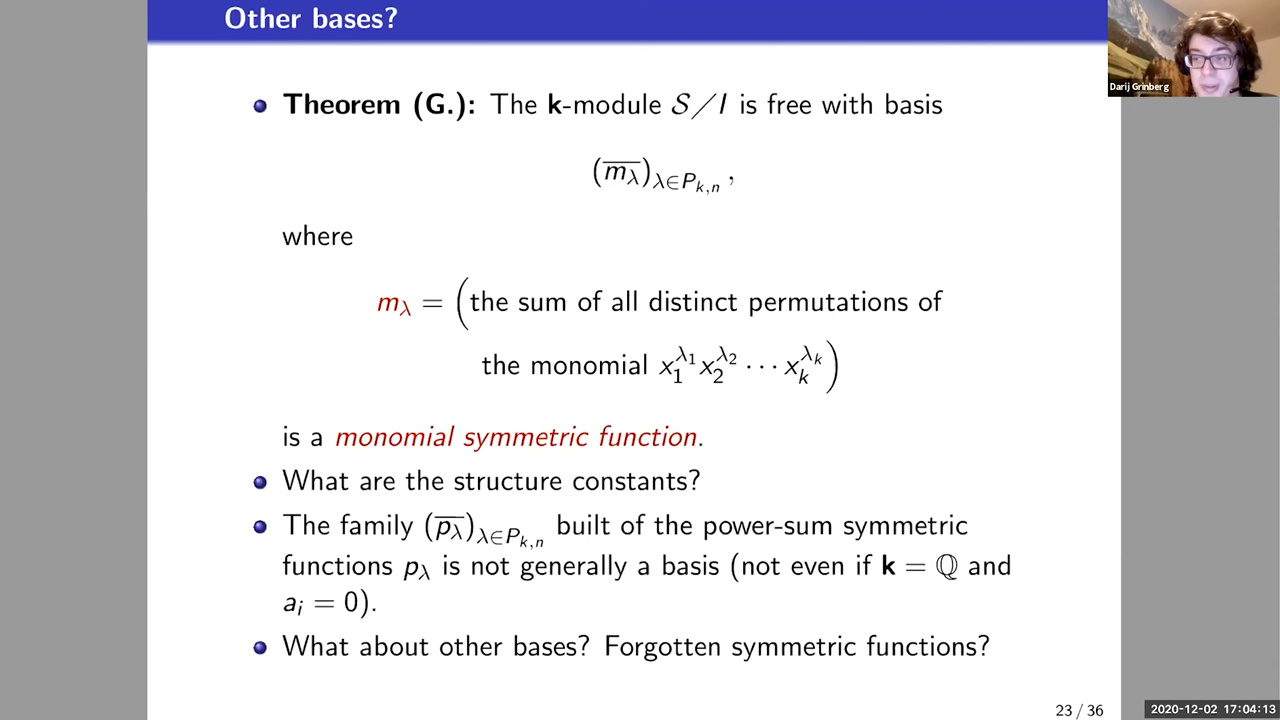 Other bases?
Darij Grinberg
Theorem (G.): The k-module S/I is free with basis
(m̅_λ)_{λ∈P_{k,n}},
where
m_λ = (the sum of all distinct permutations of
the monomial x_1^{λ_1} x_2^{λ_2} ··· x_k^{λ_k})
is a monomial symmetric function.
What are the structure constants?
The family (p̅_λ)_{λ∈P_{k,n}} built of the power-sum symmetric
functions p_λ is not generally a basis (not even if k = ℚ and
a_i = 0).
What about other bases? Forgotten symmetric functions?
23 / 36
2020-12-02 17:04:13